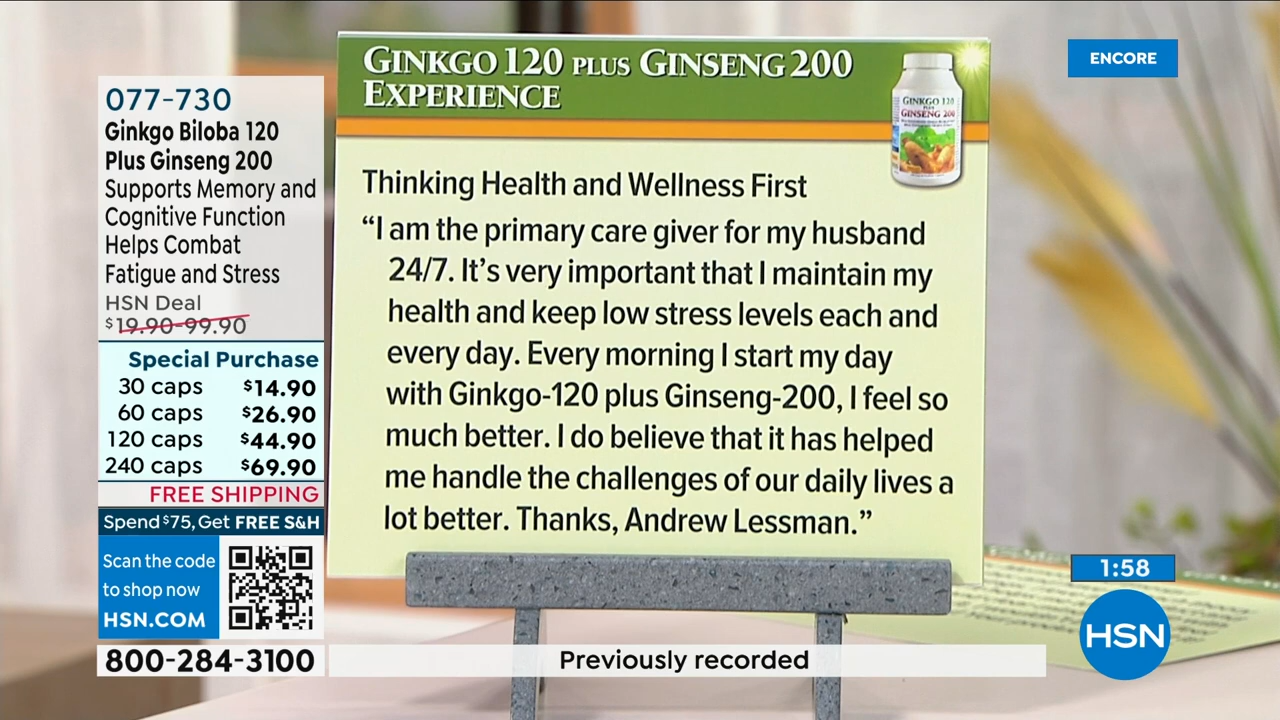 077-730
Ginkgo Biloba 120
Plus Ginseng 200
Supports Memory and
Cognitive Function
Helps Combat
Fatigue and Stress
HSN Deal
$19.90-99.90
Special Purchase
30 caps $14.90
60 caps $26.90
120 caps $44.90
240 caps $69.90
FREE SHIPPING
Spend $75, Get FREE S&H
Scan the code
to shop now
HSN.COM
800-284-3100
GINKGO 120 PLUS GINSENG 200
EXPERIENCE
GINKGO 120
PLUS
GINSENG 200
Thinking Health and Wellness First
“I am the primary care giver for my husband
24/7. It’s very important that I maintain my
health and keep low stress levels each and
every day. Every morning I start my day
with Ginkgo-120 plus Ginseng-200, I feel so
much better. I do believe that it has helped
me handle the challenges of our daily lives a
lot better. Thanks, Andrew Lessman.”
Previously recorded
ENCORE
1:58
HSN